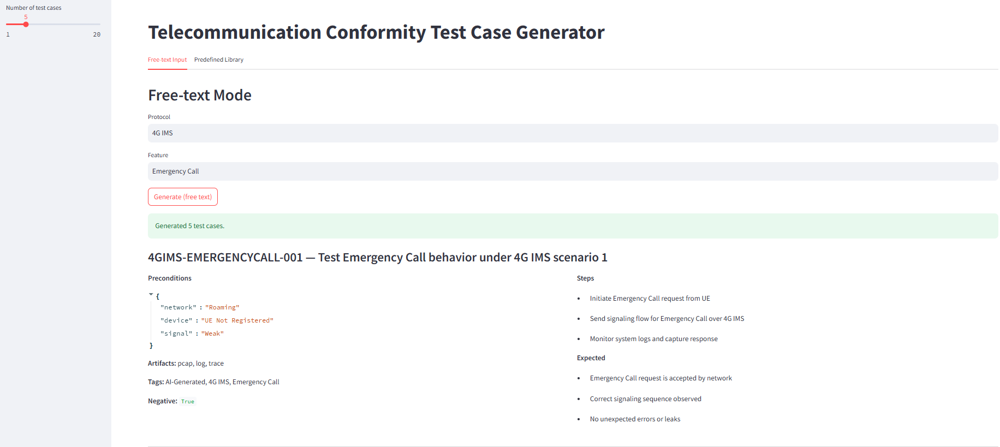 Number of test cases
5
1 20
Telecommunication Conformity Test Case Generator
Free-text Input Predefined Library
Free-text Mode
Protocol
4G IMS
Feature
Emergency Call
Generate (free text)
Generated 5 test cases.
4GIMS-EMERGENCYCALL-001 — Test Emergency Call behavior under 4G IMS scenario 1
Preconditions
{
"network" : "Roaming"
"device" : "UE Not Registered"
"signal" : "Weak"
}
Artifacts: pcap, log, trace
Tags: AI-Generated, 4G IMS, Emergency Call
Negative: True
Steps
• Initiate Emergency Call request from UE
• Send signaling flow for Emergency Call over 4G IMS
• Monitor system logs and capture response
Expected
• Emergency Call request is accepted by network
• Correct signaling sequence observed
• No unexpected errors or leaks